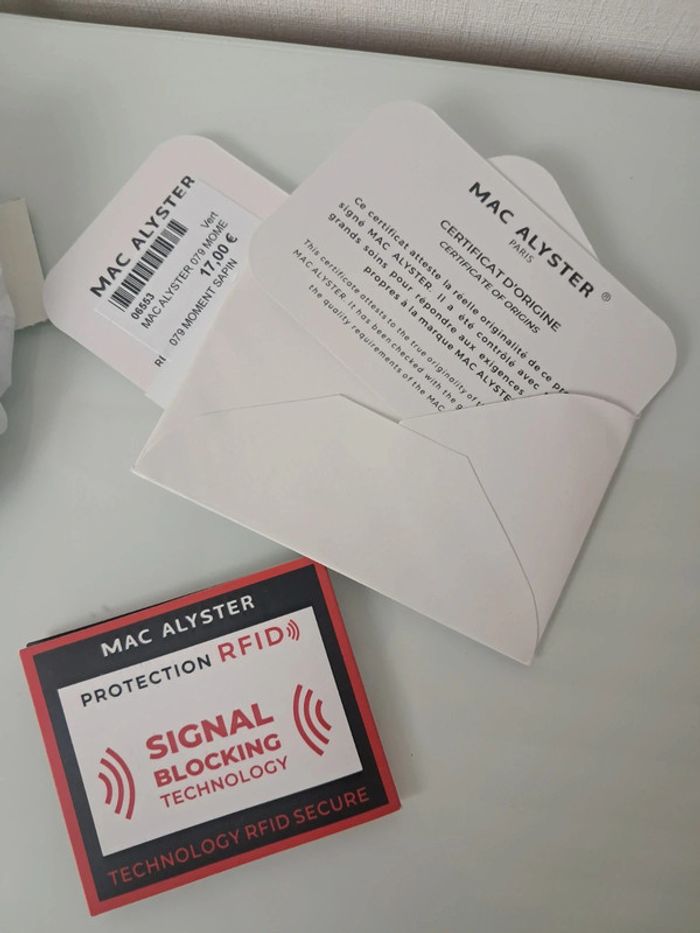 MAC ALYSTER
06553
Vert
MAC ALYSTER 079 MOME
17,00 €
079 MOMENT SAPIN
MAC ALYSTER ®
PARIS
CERTIFICAT D'ORIGINE
CERTIFICATE OF ORIGINS
Ce certificat atteste la réelle originalité de ce
signé MAC ALYSTER. Il a été contrôlé avec
grands soins pour répondre aux exigences
propres à la marque MAC ALYSTER
This certificate attests to the true originolity of
MAC ALYSTER. It has been checked with the
the quality requirements of the MAC
MAC ALYSTER
PROTECTION RFID
SIGNAL
BLOCKING
TECHNOLOGY
TECHNOLOGY RFID SECURE